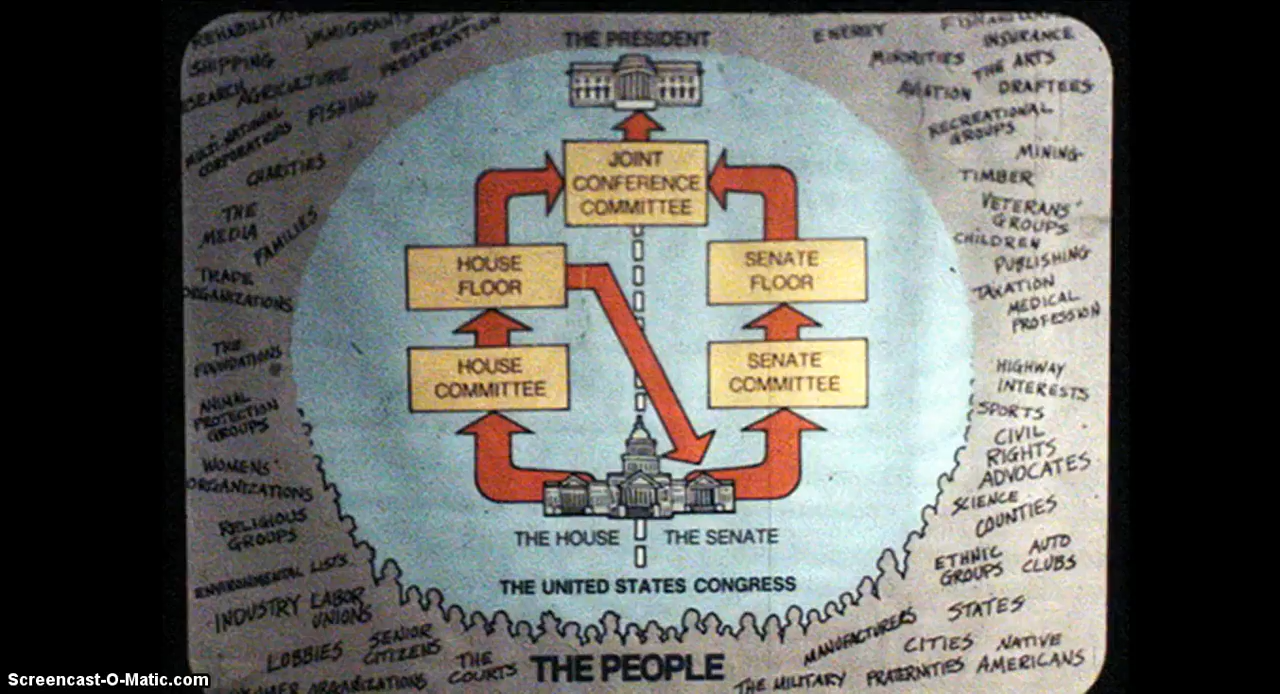 REHABILITA
IMMIGRANTS
HISTORICAL
PRESERVATION
SHIPPING
AGRICULTURE
FISHING
MULTI-NATIONAL
CORPORATIONS
CHARITIES
THE
MEDIA
FAMILIES
TRADE
ORGANIZATIONS
THE
FOUNDATIONS
ANIMAL
PROTECTION
GROUPS
WOMENS'
ORGANIZATIONS
RELIGIOUS
GROUPS
ENVIRONMENTAL LISTS
INDUSTRY
LABOR
UNIONS
LOBBIES
SENIOR
CITIZENS
THE
COURTS
ORGANIZATIONS
THE PRESIDENT
JOINT
CONFERENCE
COMMITTEE
HOUSE
FLOOR
SENATE
FLOOR
HOUSE
COMMITTEE
SENATE
COMMITTEE
THE HOUSE
THE SENATE
THE UNITED STATES CONGRESS
THE PEOPLE
ENERGY
INSURANCE
MINORITIES
THE ARTS
AVIATION
DRAFTEES
RECREATIONAL
GROUPS
MINING
TIMBER
VETERANS'
GROUPS
CHILDREN
PUBLISHING
TAXATION
MEDICAL
PROFESSION
HIGHWAY
INTERESTS
SPORTS
CIVIL
RIGHTS
ADVOCATES
SCIENCE
COUNTIES
ETHNIC
GROUPS
AUTO
CLUBS
STATES
MANUFACTURERS
CITIES
NATIVE
AMERICANS
THE MILITARY
FRATERNITIES
Screencast-O-Matic.com